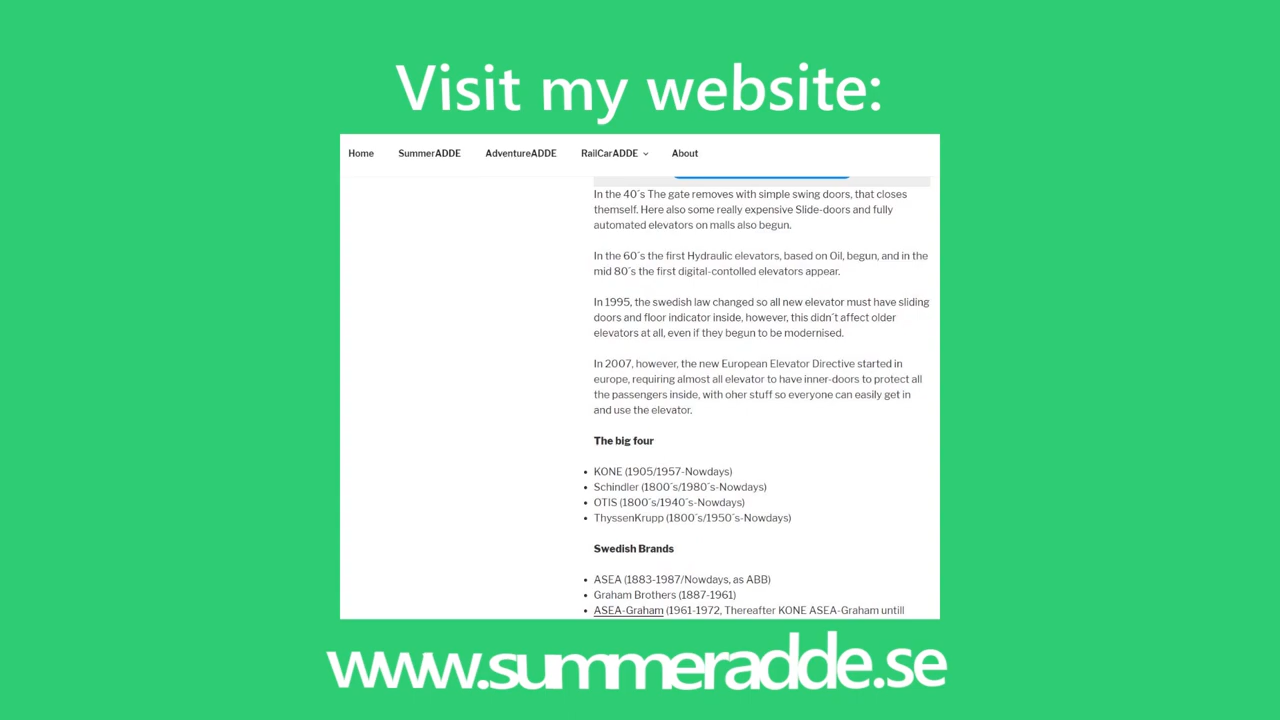 Visit my website:
Home SummerADDE AdventureADDE RailCarADDE About
In the 40´s The gate removes with simple swing doors, that closes
themself. Here also some really expensive Slide-doors and fully
automated elevators on malls also begun.
In the 60´s the first Hydraulic elevators, based on Oil, begun, and in the
mid 80´s the first digital-contolled elevators appear.
In 1995, the swedish law changed so all new elevator must have sliding
doors and floor indicator inside, however, this didn´t affect older
elevators at all, even if they begun to be modernised.
In 2007, however, the new European Elevator Directive started in
europe, requiring almost all elevator to have inner-doors to protect all
the passengers inside, with oher stuff so everyone can easily get in
and use the elevator.
The big four
• KONE (1905/1957-Nowdays)
• Schindler (1800´s/1980´s-Nowdays)
• OTIS (1800´s/1940´s-Nowdays)
• ThyssenKrupp (1800´s/1950´s-Nowdays)
Swedish Brands
• ASEA (1883-1987/Nowdays, as ABB)
• Graham Brothers (1887-1961)
• ASEA-Graham (1961-1972, Thereafter KONE ASEA-Graham untill
www.summeradde.se